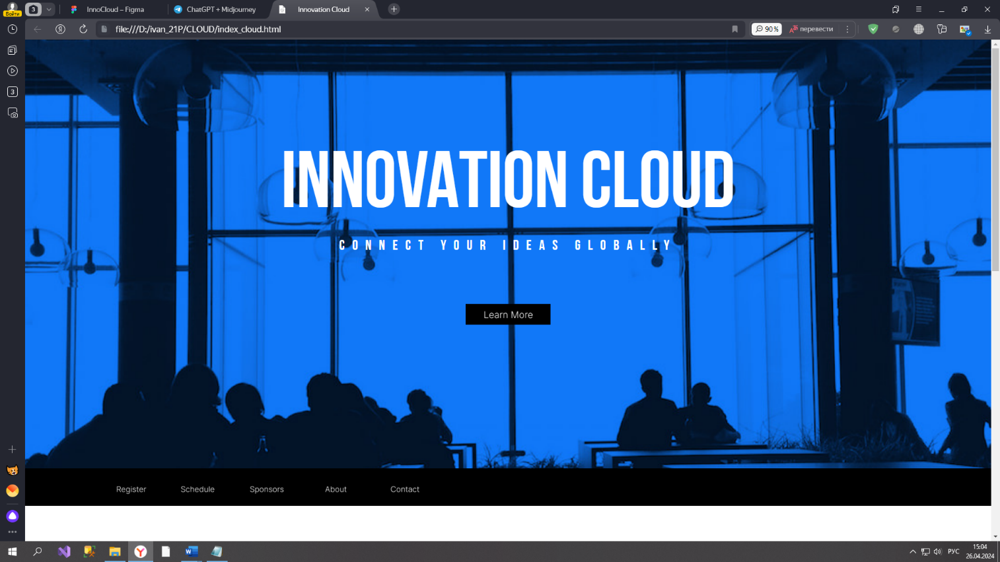 Войти
3
InnoCloud – Figma
ChatGPT + Midjourney
Innovation Cloud
Я
file:///D:/ivan_21P/CLOUD/index_cloud.html
90 %
перевести
3
INNOVATION CLOUD
CONNECT YOUR IDEAS GLOBALLY
Learn More
Register
Schedule
Sponsors
About
Contact
РУС
15:04
26.04.2024